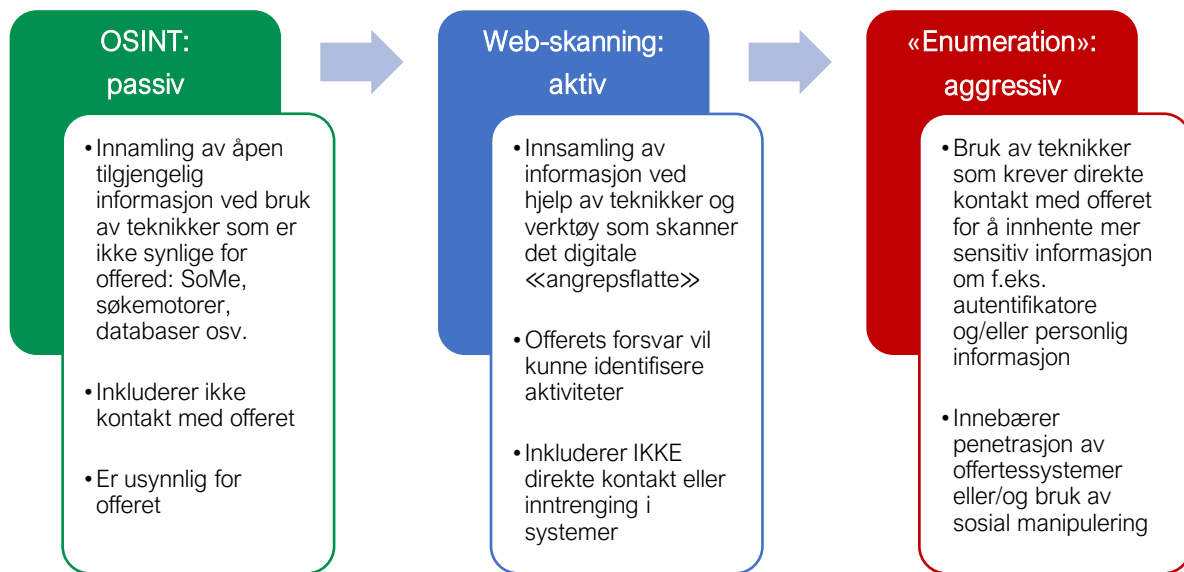 OSINT:
passiv
•Innamling av åpen
tilgjengelig
informasjon ved bruk
av teknikker som er
ikke synlige for
offered: SoMe,
søkemotorer,
databaser osv.
•Inkluderer ikke
kontakt med offeret
•Er usynnlig for
offeret
Web-skanning:
aktiv
•Innsamling av
informasjon ved
hjelp av teknikker og
verktøy som skanner
det digitale
≪angrepsflatte≫
•Offerets forsvar vil
kunne identifisere
aktiviteter
•Inkluderer IKKE
direkte kontakt eller
inntrenging i
systemer
«Enumeration»:
aggressiv
•Bruk av teknikker
som krever direkte
kontakt med offeret
for å innhente mer
sensitiv informasjon
om f.eks.
autentifikatore
og/eller personlig
informasjon
•Innebærer
penetrasjon av
offertessystemer
eller/og bruk av
sosial manipulering